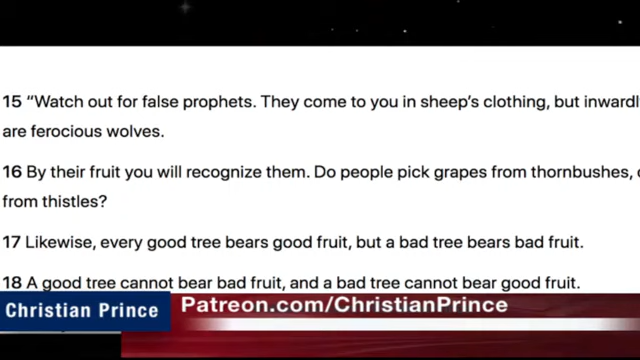 15 “Watch out for false prophets. They come to you in sheep’s clothing, but inwardl
are ferocious wolves.
16 By their fruit you will recognize them. Do people pick grapes from thornbushes,
from thistles?
17 Likewise, every good tree bears good fruit, but a bad tree bears bad fruit.
18 A good tree cannot bear bad fruit, and a bad tree cannot bear good fruit.
Patreon.com/ChristianPrince
Christian Prince